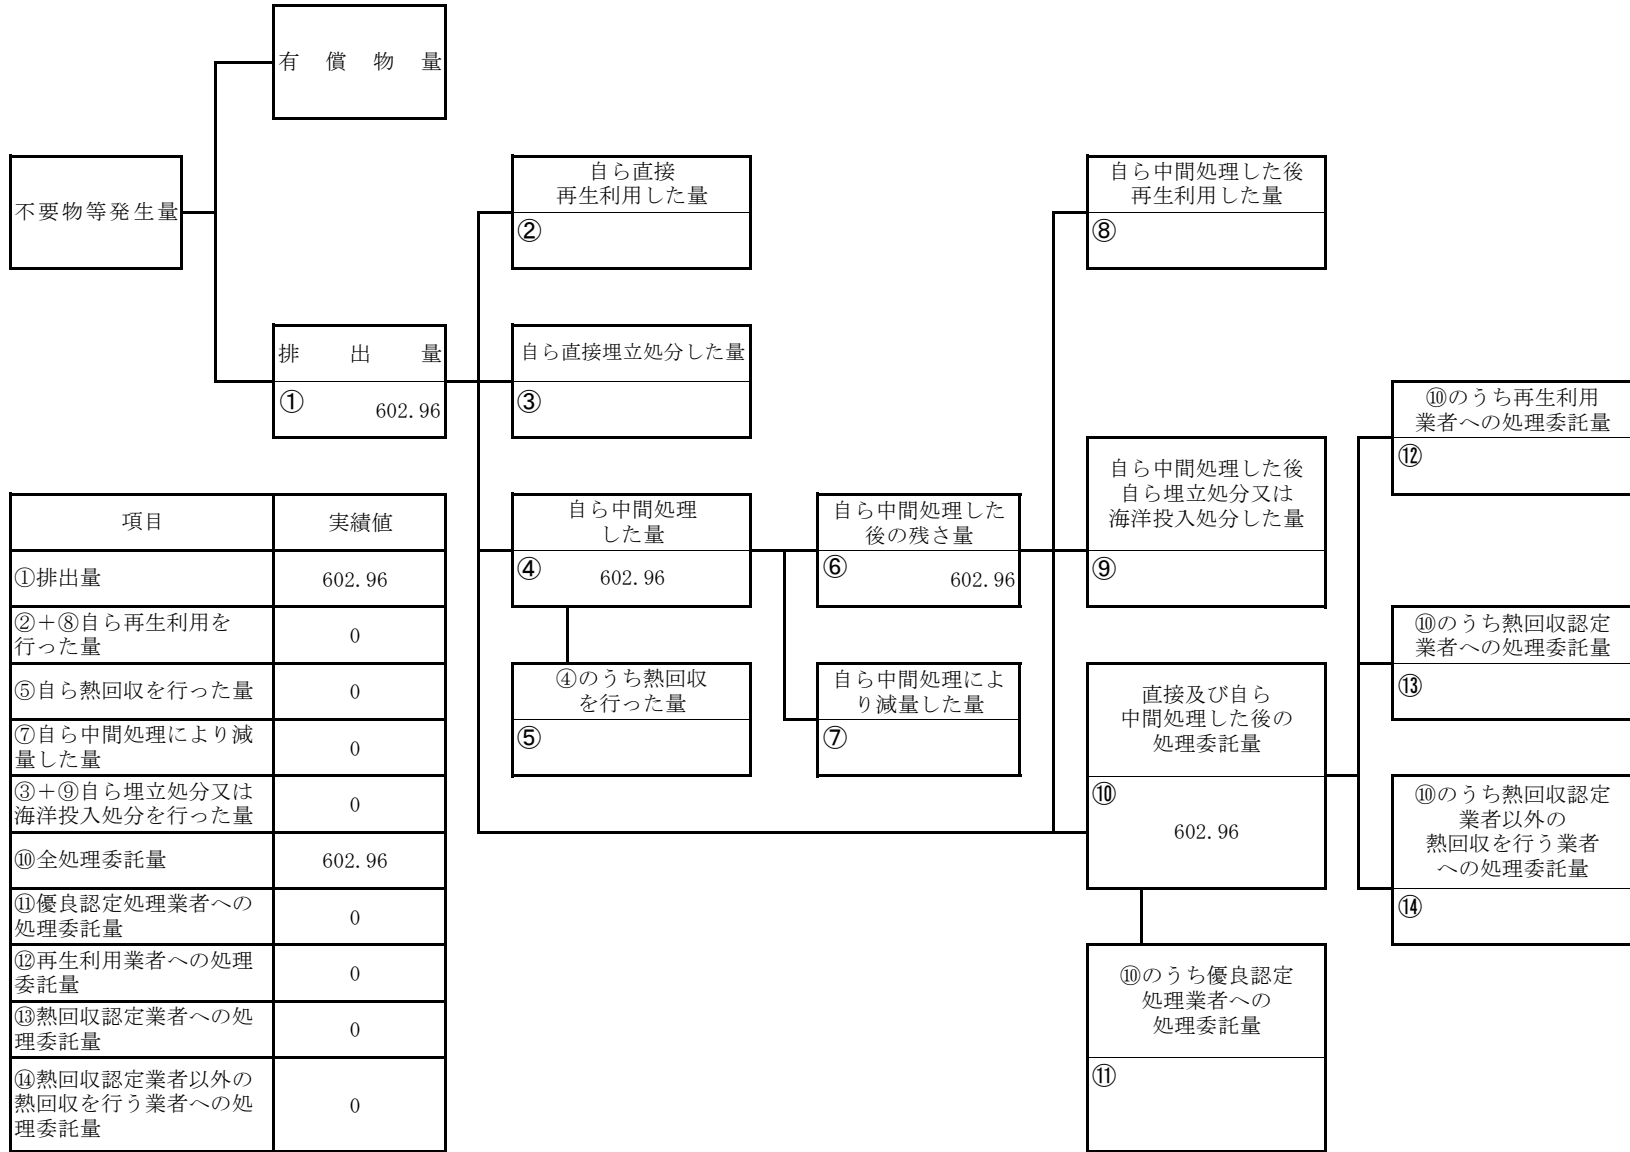 有償物量
不要物等発生量
排出量
①
602.96
自ら直接
再生利用した量
②
自ら直接埋立処分した量
③
自ら中間処理
した量
④
602.96
④のうち熱回収
を行った量
⑤
自ら中間処理した
後の残さ量
⑥
602.96
自ら中間処理によ
り減量した量
⑦
自ら中間処理した後
再生利用した量
⑧
自ら中間処理した後
自ら埋立処分又は
海洋投入処分した量
⑨
直接及び自ら
中間処理した後の
処理委託量
⑩
602.96
⑩のうち優良認定
処理業者への
処理委託量
⑪
⑩のうち再生利用
業者への処理委託量
⑫
⑩のうち熱回収認定
業者への処理委託量
⑬
⑩のうち熱回収認定
業者以外の
熱回収を行う業者
への処理委託量
⑭
項目 実績値
①排出量 602.96
②＋⑧自ら再生利用を
行った量 0
⑤自ら熱回収を行った量 0
⑦自ら中間処理により減
量した量 0
③＋⑨自ら埋立処分又は
海洋投入処分を行った量 0
⑩全処理委託量 602.96
⑪優良認定処理業者への
処理委託量 0
⑫再生利用業者への処理
委託量 0
⑬熱回収認定業者への処
理委託量 0
⑭熱回収認定業者以外の
熱回収を行う業者への処
理委託量 0